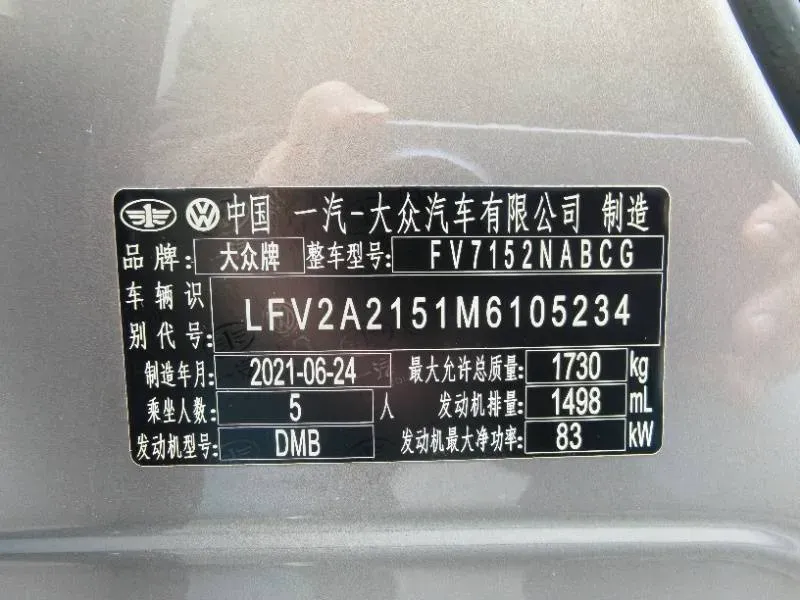 中国 一汽-大众汽车有限公司 制造
品牌: 大众牌 整车型号: FV7152NABCG
车辆识
别代号: LFV2A2151M6105234
制造年月: 2021-06-24 最大允许总质量: 1730 kg
乘坐人数: 5 人 发动机排量: 1498 mL
发动机型号: DMB 发动机最大净功率: 83 kW